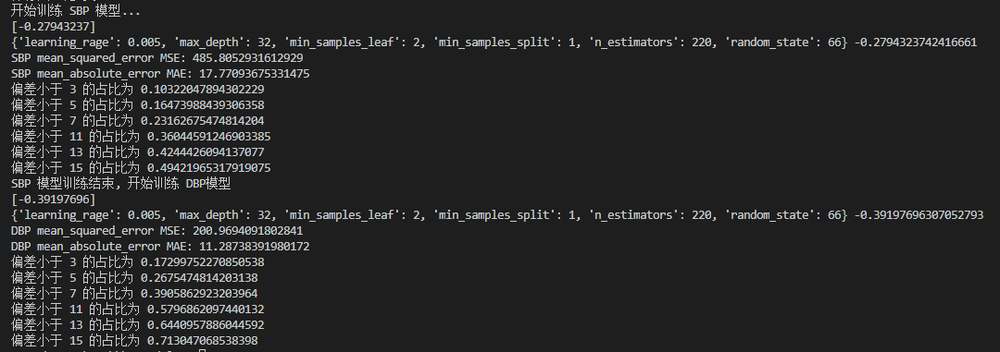 开始训练 SBP 模型...
[-0.27943237]
{'learning_rage': 0.005, 'max_depth': 32, 'min_samples_leaf': 2, 'min_samples_split': 1, 'n_estimators': 220, 'random_state': 66} -0.2794323742416661
SBP mean_squared_error MSE: 485.8052931612929
SBP mean_absolute_error MAE: 17.77093675331475
偏差小于 3 的占比为 0.10322047894302229
偏差小于 5 的占比为 0.16473988439306358
偏差小于 7 的占比为 0.23162675474814204
偏差小于 11 的占比为 0.36044591246903385
偏差小于 13 的占比为 0.4244426094137077
偏差小于 15 的占比为 0.49421965317919075
SBP 模型训练结束, 开始训练 DBP模型
[-0.39197696]
{'learning_rage': 0.005, 'max_depth': 32, 'min_samples_leaf': 2, 'min_samples_split': 1, 'n_estimators': 220, 'random_state': 66} -0.39197696307052793
DBP mean_squared_error MSE: 200.9694091802841
DBP mean_absolute_error MAE: 11.28738391980172
偏差小于 3 的占比为 0.17299752270850538
偏差小于 5 的占比为 0.2675474814203138
偏差小于 7 的占比为 0.3905862923203964
偏差小于 11 的占比为 0.5796862097440132
偏差小于 13 的占比为 0.6440957886044592
偏差小于 15 的占比为 0.713047068538398